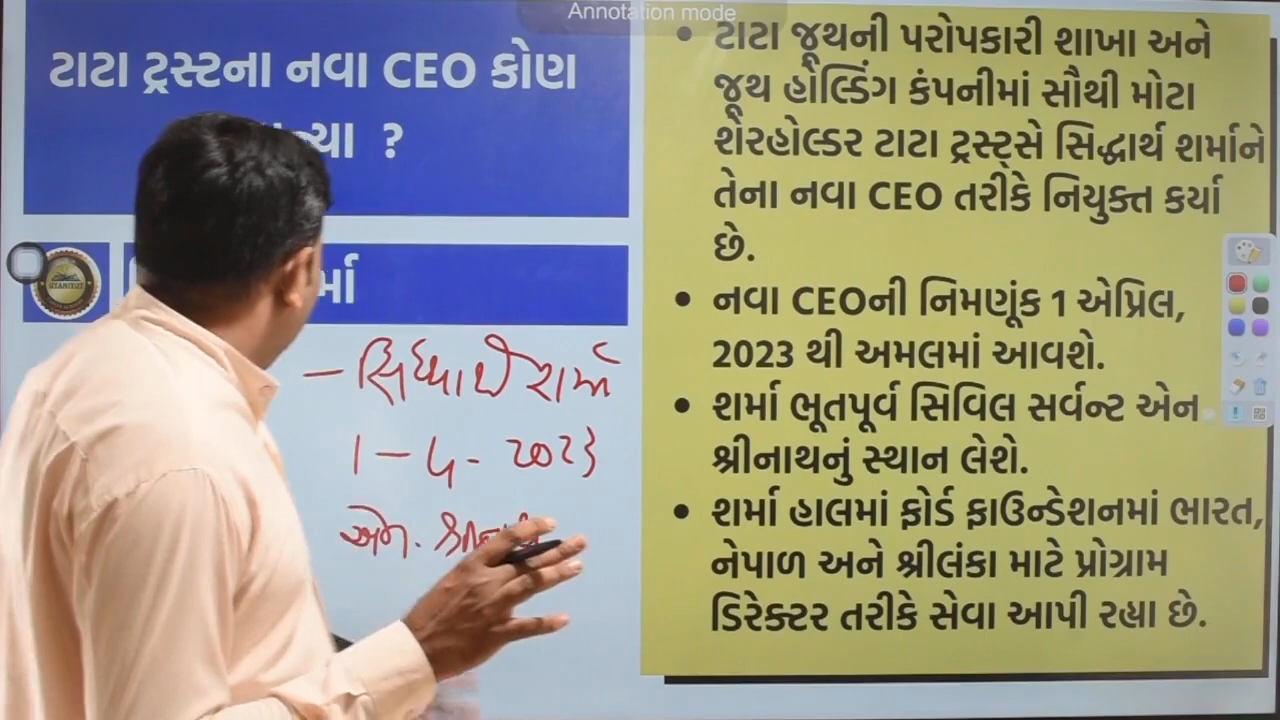 Annotation mode
ટાટા ટ્રસ્ટના નવા CEO કોણ
?
ર્મા
- સિધ્ધાર્થ શર્મા
1-4-2023
એન. શ્રીના
• ટાટા જૂથની પરોપકારી શાખા અને
જૂથ હોલ્ડિંગ કંપનીમાં સૌથી મોટા
શેરહોલ્ડર ટાટા ટ્રસ્ટ્સે સિદ્ધાર્થ શર્માને
તેના નવા CEO તરીકે નિયુક્ત કર્યા
છે.
• નવા CEOની નિમણૂંક 1 એપ્રિલ,
2023 થી અમલમાં આવશે.
• શર્મા ભૂતપૂર્વ સિવિલ સર્વન્ટ એન
શ્રીનાથનું સ્થાન લેશે.
• શર્મા હાલમાં ફોર્ડ ફાઉન્ડેશનમાં ભારત,
નેપાળ અને શ્રીલંકા માટે પ્રોગ્રામ
ડિરેક્ટર તરીકે સેવા આપી રહ્યા છે.